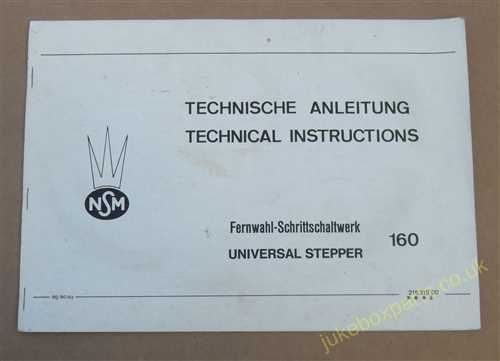 TECHNISCHE ANLEITUNG
TECHNICAL INSTRUCTIONS
NSM
Fernwahl-Schrittschaltwerk
UNIVERSAL STEPPER
160
jukeboxparts.co.uk